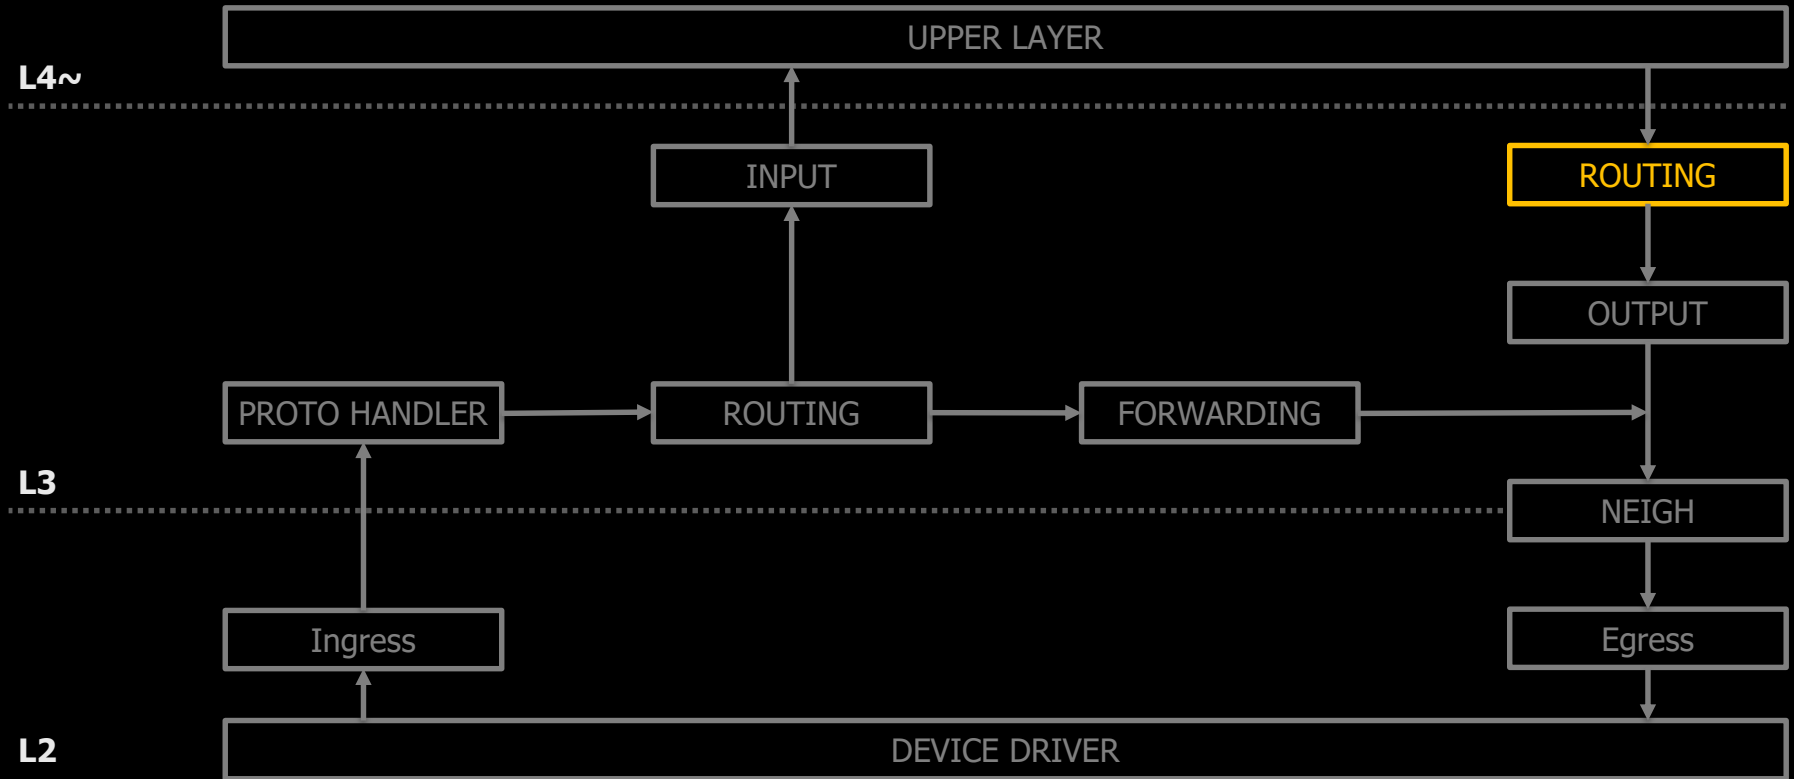 UPPER LAYER
L4~
INPUT
ROUTING
OUTPUT
PROTO HANDLER
ROUTING
FORWARDING
L3
NEIGH
Ingress
Egress
L2
DEVICE DRIVER